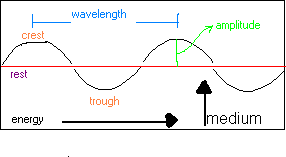 wavelength
crest
amplitude
rest
trough
energy
medium